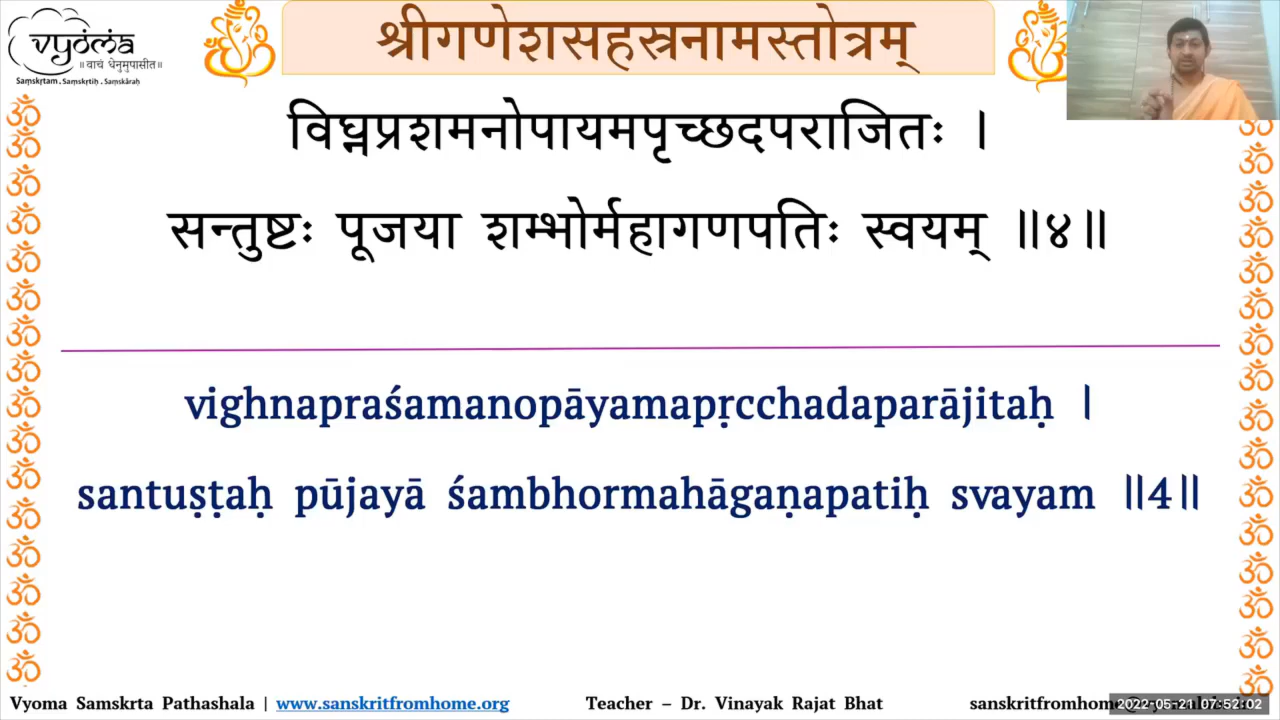 vyoma
॥वाचं धेनुमुपासीत॥
Saṃskṛtam . Saṃskṛtiḥ . Saṃskāraḥ
श्रीगणेशसहस्रनामस्तोत्रम्
विघ्नप्रशमनोपायमपृच्छदपराजितः ।
सन्तुष्टः पूजया शम्भोर्महागणपतिः स्वयम् ॥४॥
vighnapraśamanopāyamapṛcchadaparājitaḥ ।
santuṣṭaḥ pūjayā śambhormahāgaṇapatiḥ svayam ॥4॥
Vyoma Samskrta Pathashala | www.sanskritfromhome.org Teacher – Dr. Vinayak Rajat Bhat sanskritfromhome
2022-05-21 07:52:02